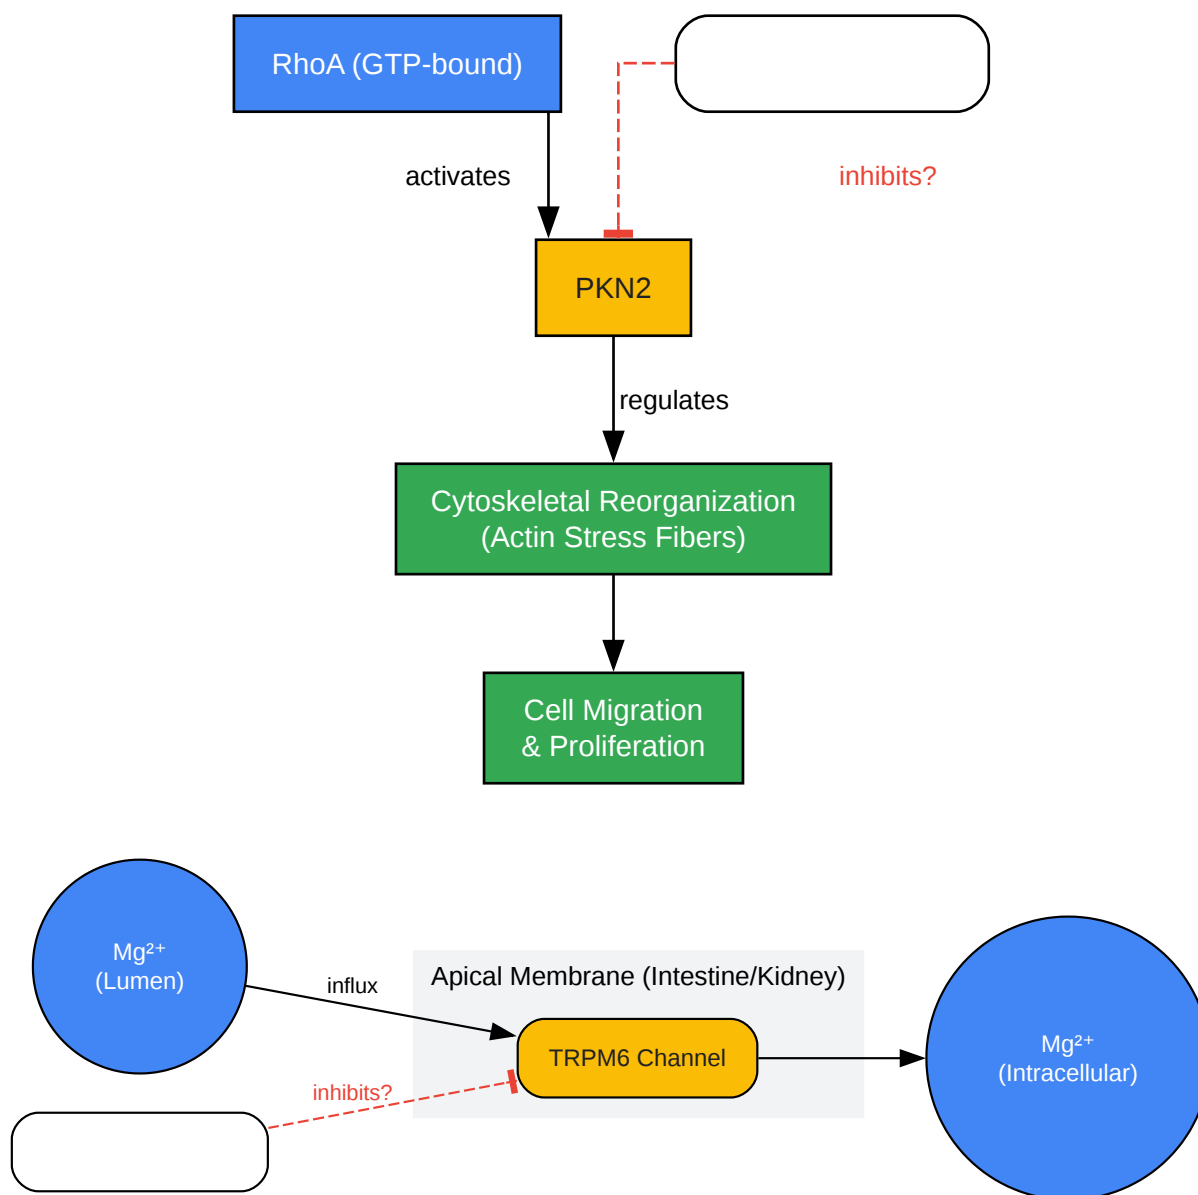 RhoA (GTP-bound)
activates
inhibits?
PKN2
regulates
Cytoskeletal Reorganization
(Actin Stress Fibers)
Cell Migration
& Proliferation
Mg²⁺
(Lumen)
influx
Apical Membrane (Intestine/Kidney)
TRPM6 Channel
Mg²⁺
(Intracellular)
inhibits?